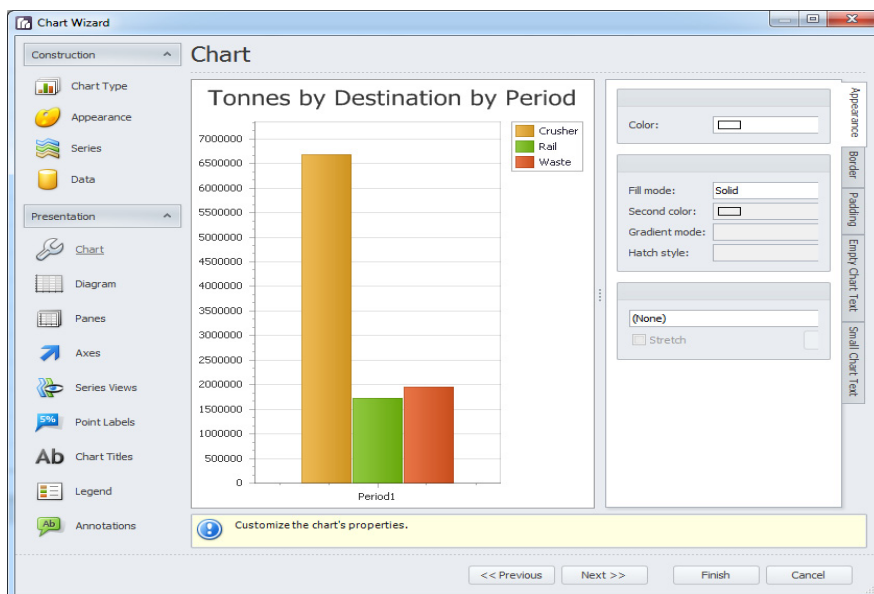 Chart Wizard
Construction
Chart Type
Appearance
Series
Data
Presentation
Chart
Diagram
Panes
Axes
Series Views
5%
Point Labels
Ab
Chart Titles
Legend
Ab
Annotations
Chart
Tonnes by Destination by Period
7000000
6500000
6000000
5500000
5000000
4500000
4000000
3500000
3000000
2500000
2000000
1500000
1000000
500000
0
Period1
Crusher
Rail
Waste
Color:
Fill mode: Solid
Second color:
Gradient mode:
Hatch style:
(None)
Stretch
Appearance
Border
Padding
Empty Chart Text
Small Chart Text
Customize the chart's properties.
<< Previous Next >> Finish Cancel